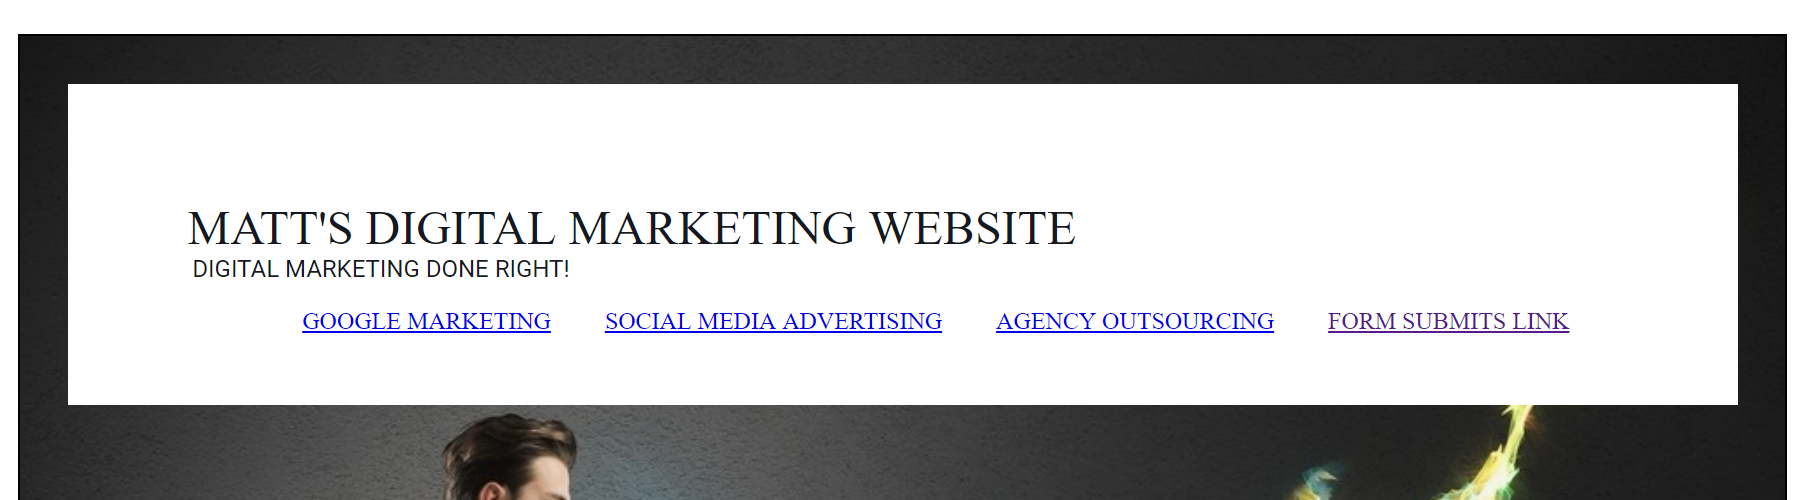 MATT'S DIGITAL MARKETING WEBSITE
DIGITAL MARKETING DONE RIGHT!
GOOGLE MARKETING SOCIAL MEDIA ADVERTISING AGENCY OUTSOURCING FORM SUBMITS LINK